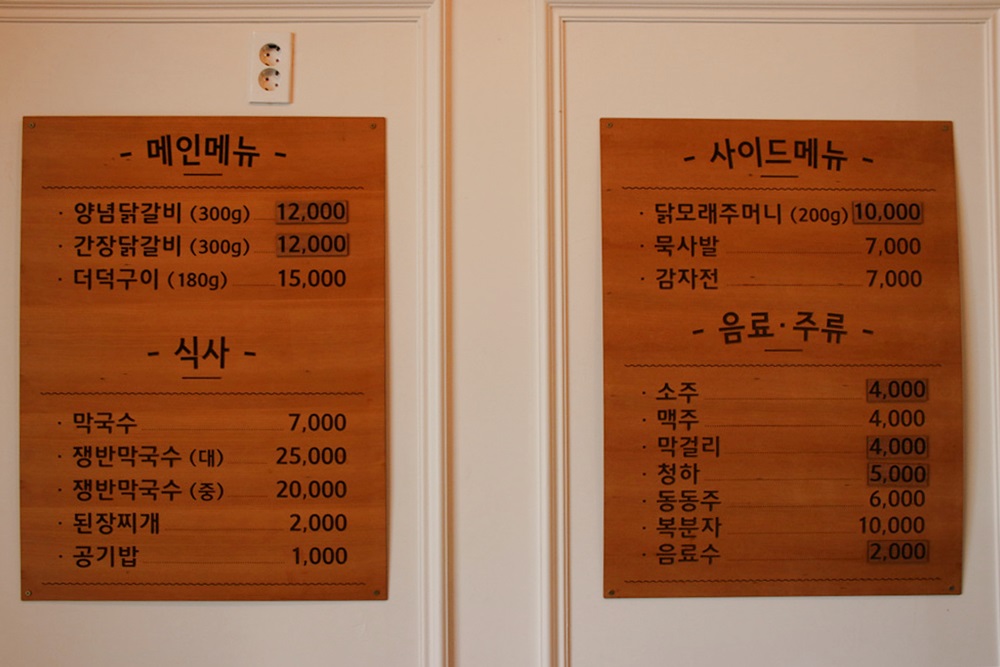 - 메인메뉴 -
· 양념닭갈비 (300g) 12,000
· 간장닭갈비 (300g) 12,000
· 더덕구이 (180g) 15,000
- 식사 -
· 막국수 7,000
· 쟁반막국수 (대) 25,000
· 쟁반막국수 (중) 20,000
· 된장찌개 2,000
· 공기밥 1,000
- 사이드메뉴 -
· 닭모래주머니 (200g) 10,000
· 묵사발 7,000
· 감자전 7,000
- 음료·주류 -
· 소주 4,000
· 맥주 4,000
· 막걸리 4,000
· 청하 5,000
· 동동주 6,000
· 복분자 10,000
· 음료수 2,000